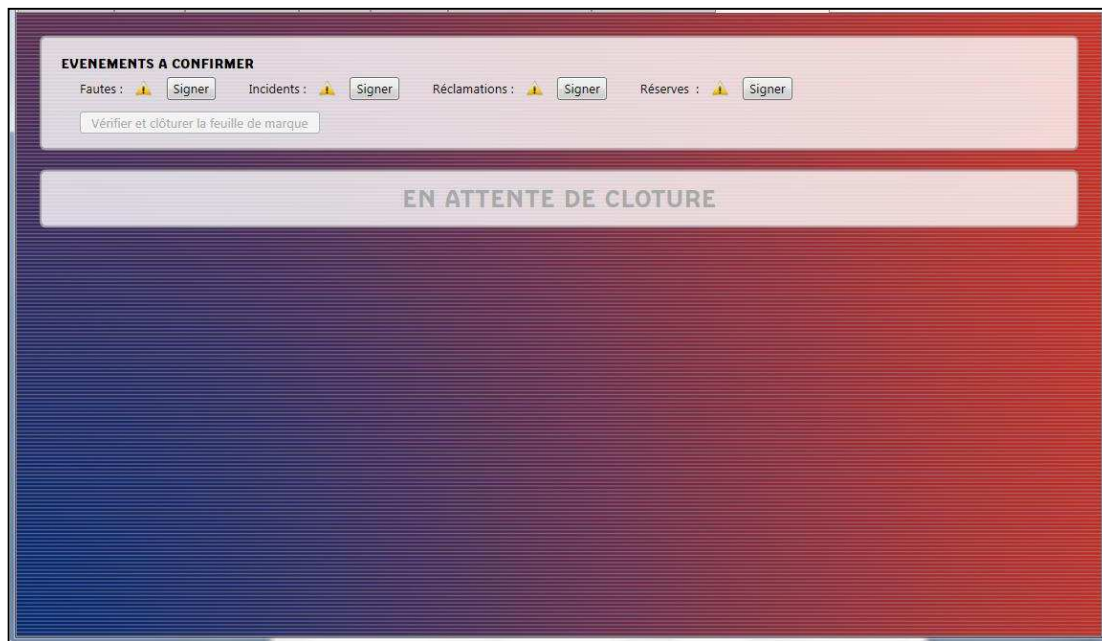 EVENEMENTS A CONFIRMER
Fautes : Signer Incidents : Signer Réclamations : Signer Réserves : Signer
Vérifier et clôturer la feuille de marque
EN ATTENTE DE CLOTURE